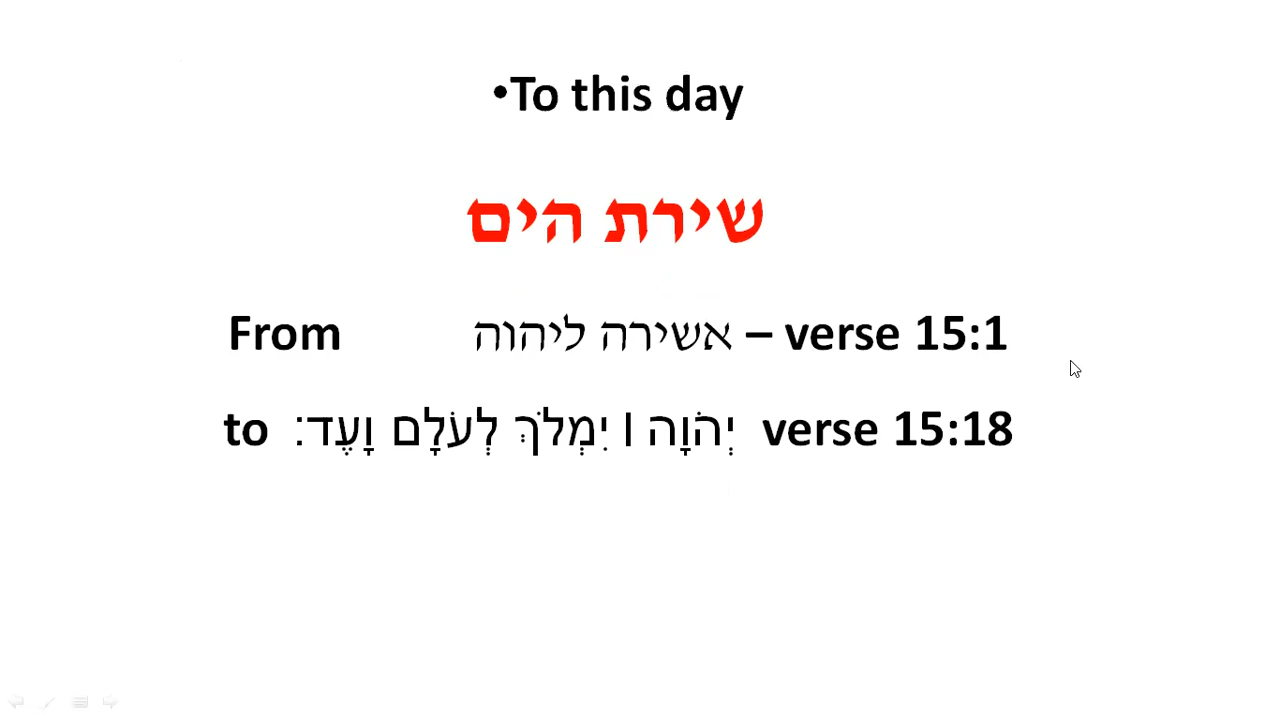 •To this day
שירת הים
From אשירה ליהוה – verse 15:1
to יְהֹוָה ׀ יִמְלֹךְ לְעֹלָם וָעֶד׃ verse 15:18